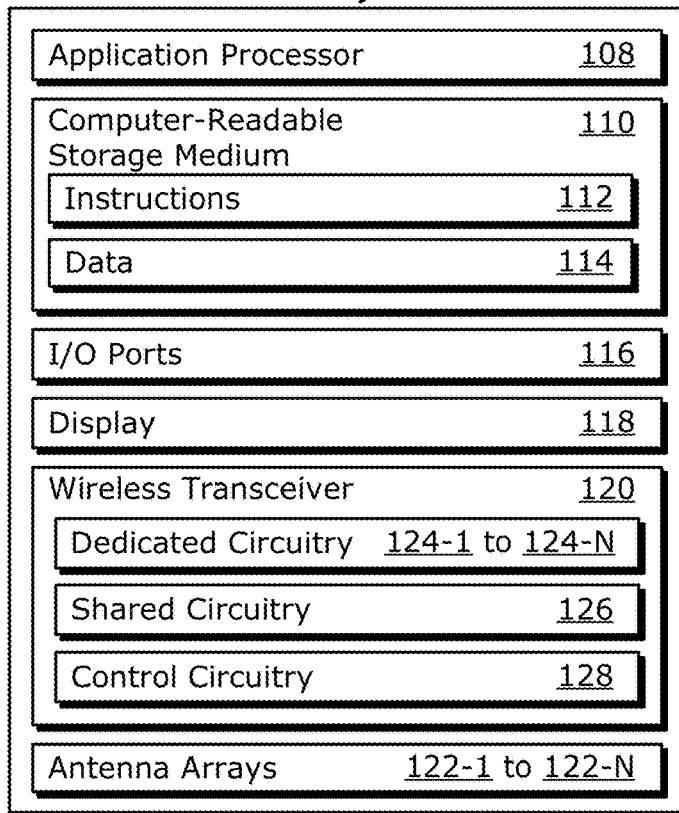 Application Processor 108
Computer-Readable 110
Storage Medium
Instructions 112
Data 114
I/O Ports 116
Display 118
Wireless Transceiver 120
Dedicated Circuitry 124-1 to 124-N
Shared Circuitry 126
Control Circuitry 128
Antenna Arrays 122-1 to 122-N